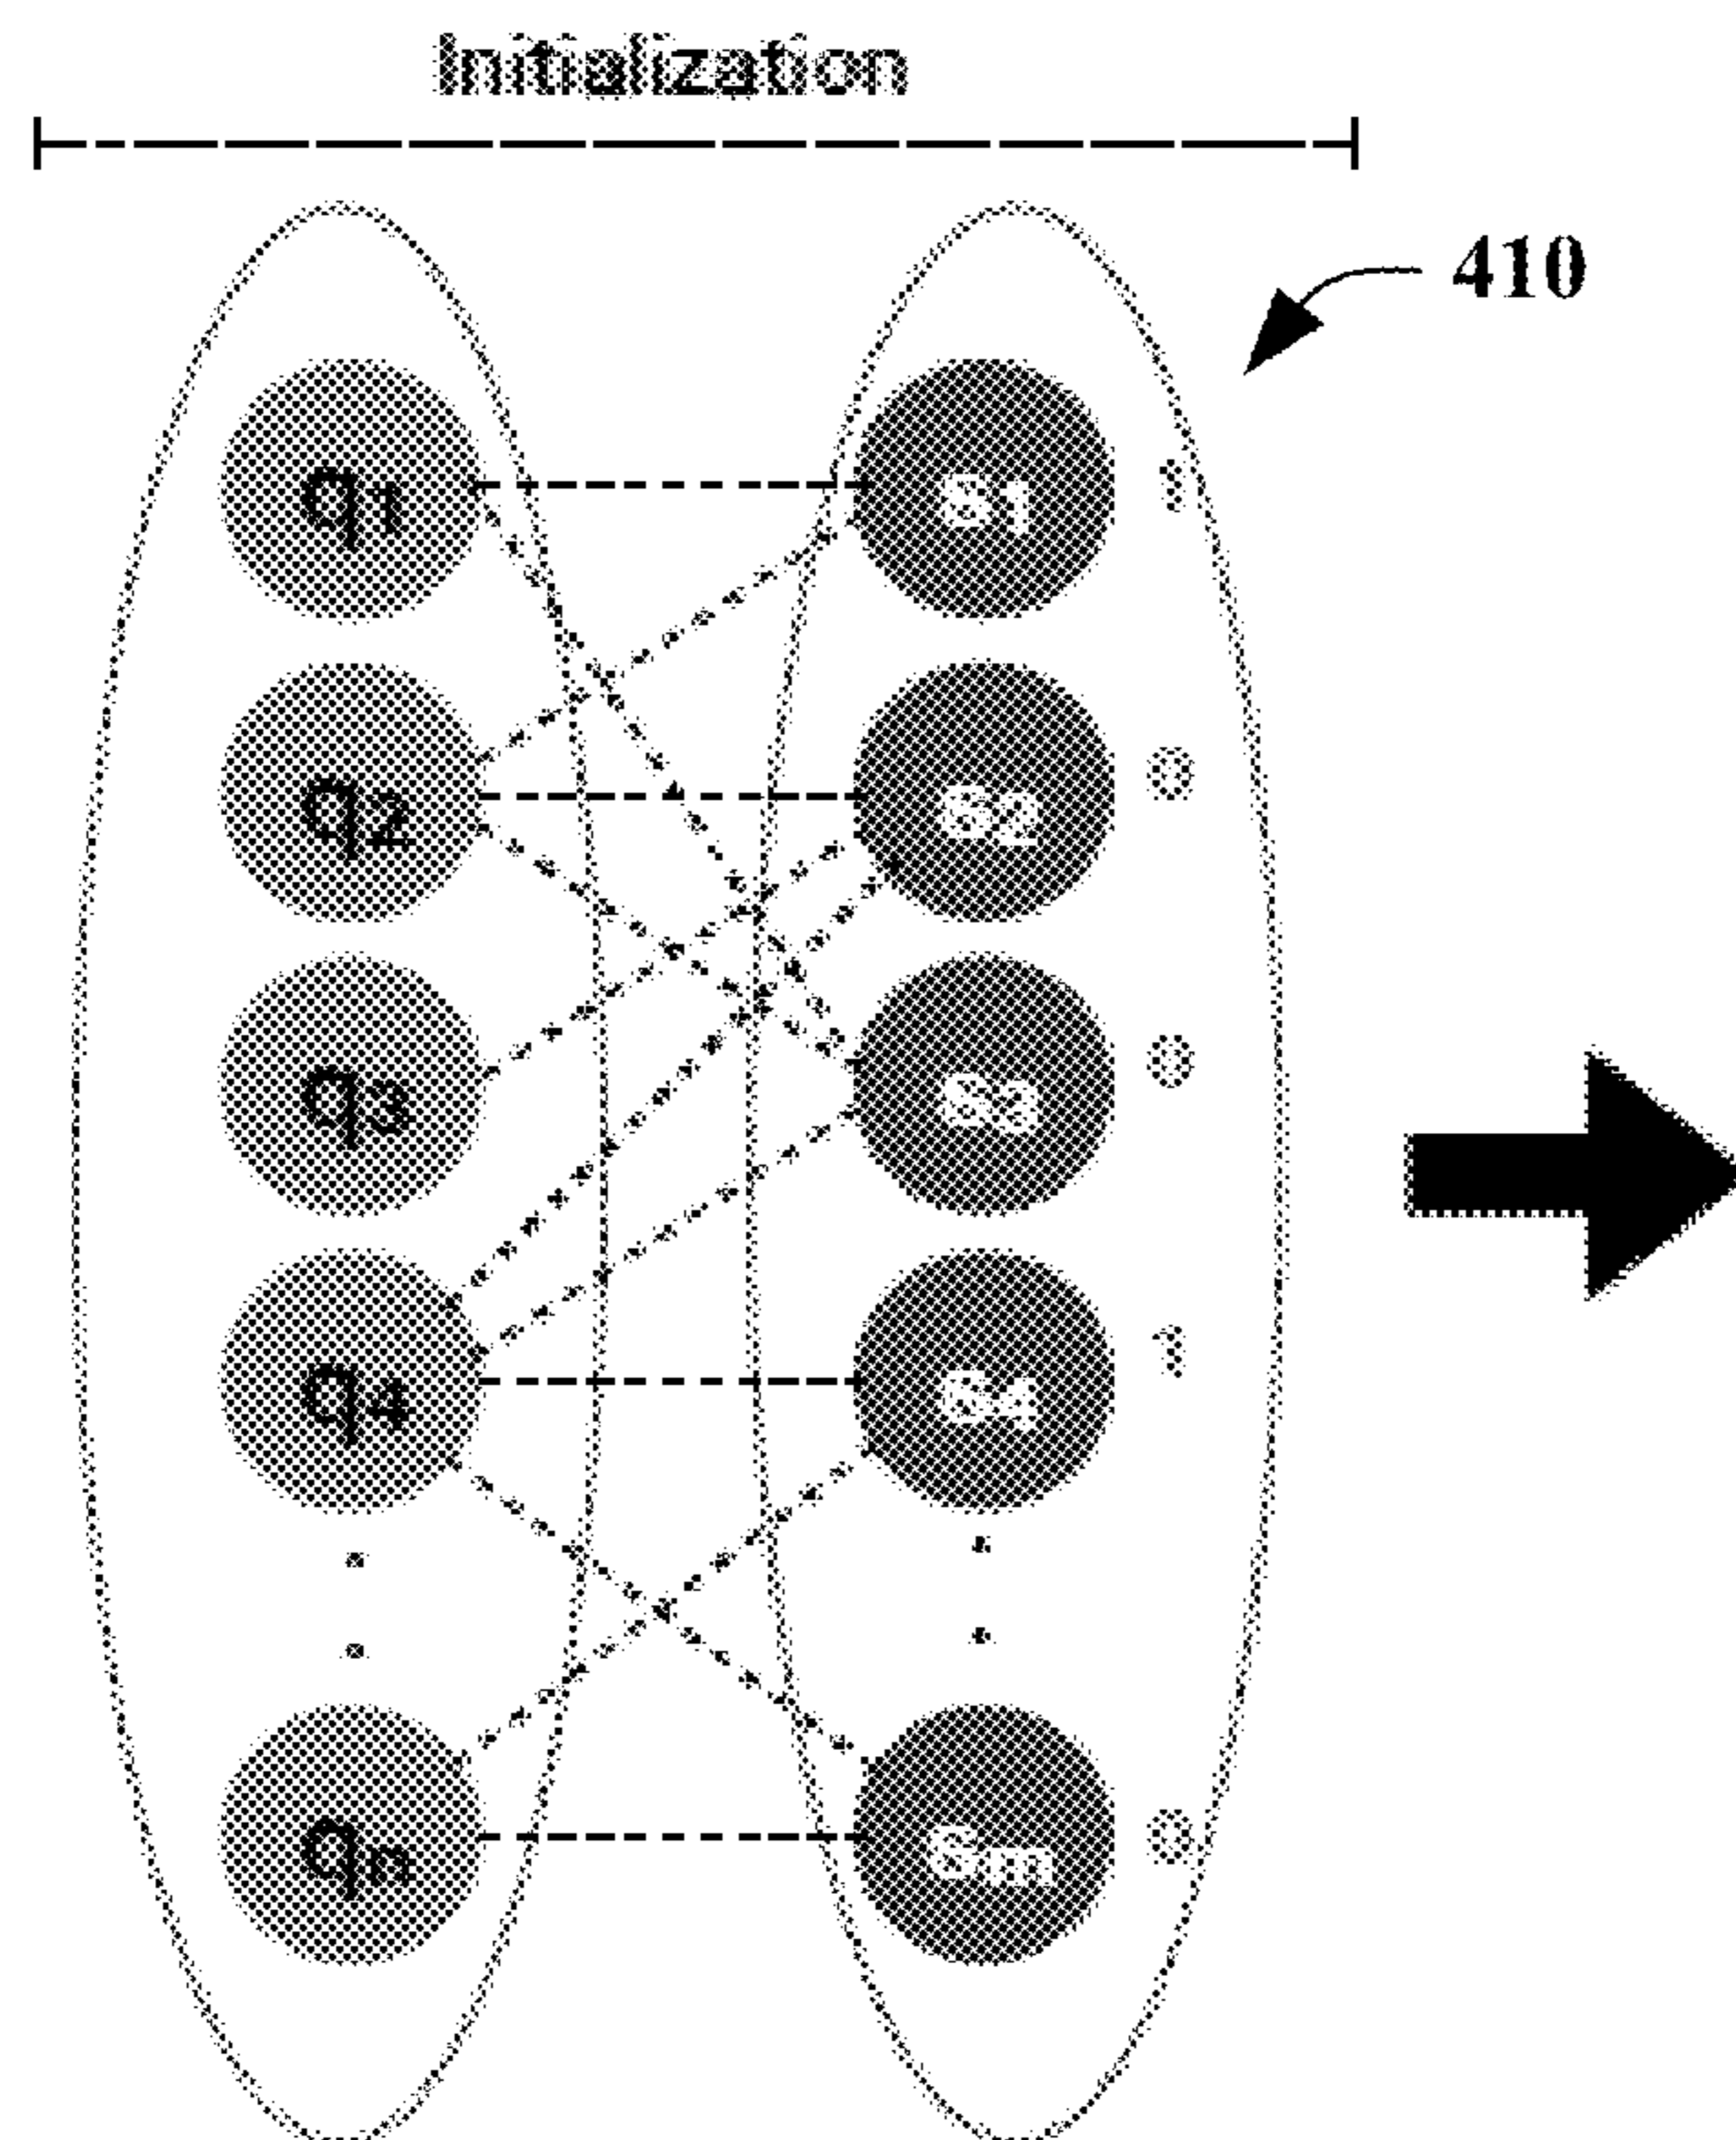 Initialization
410
q1 s1 1
q2 s2 0
q3 s3 0
q4 s4 1
qn sm 0